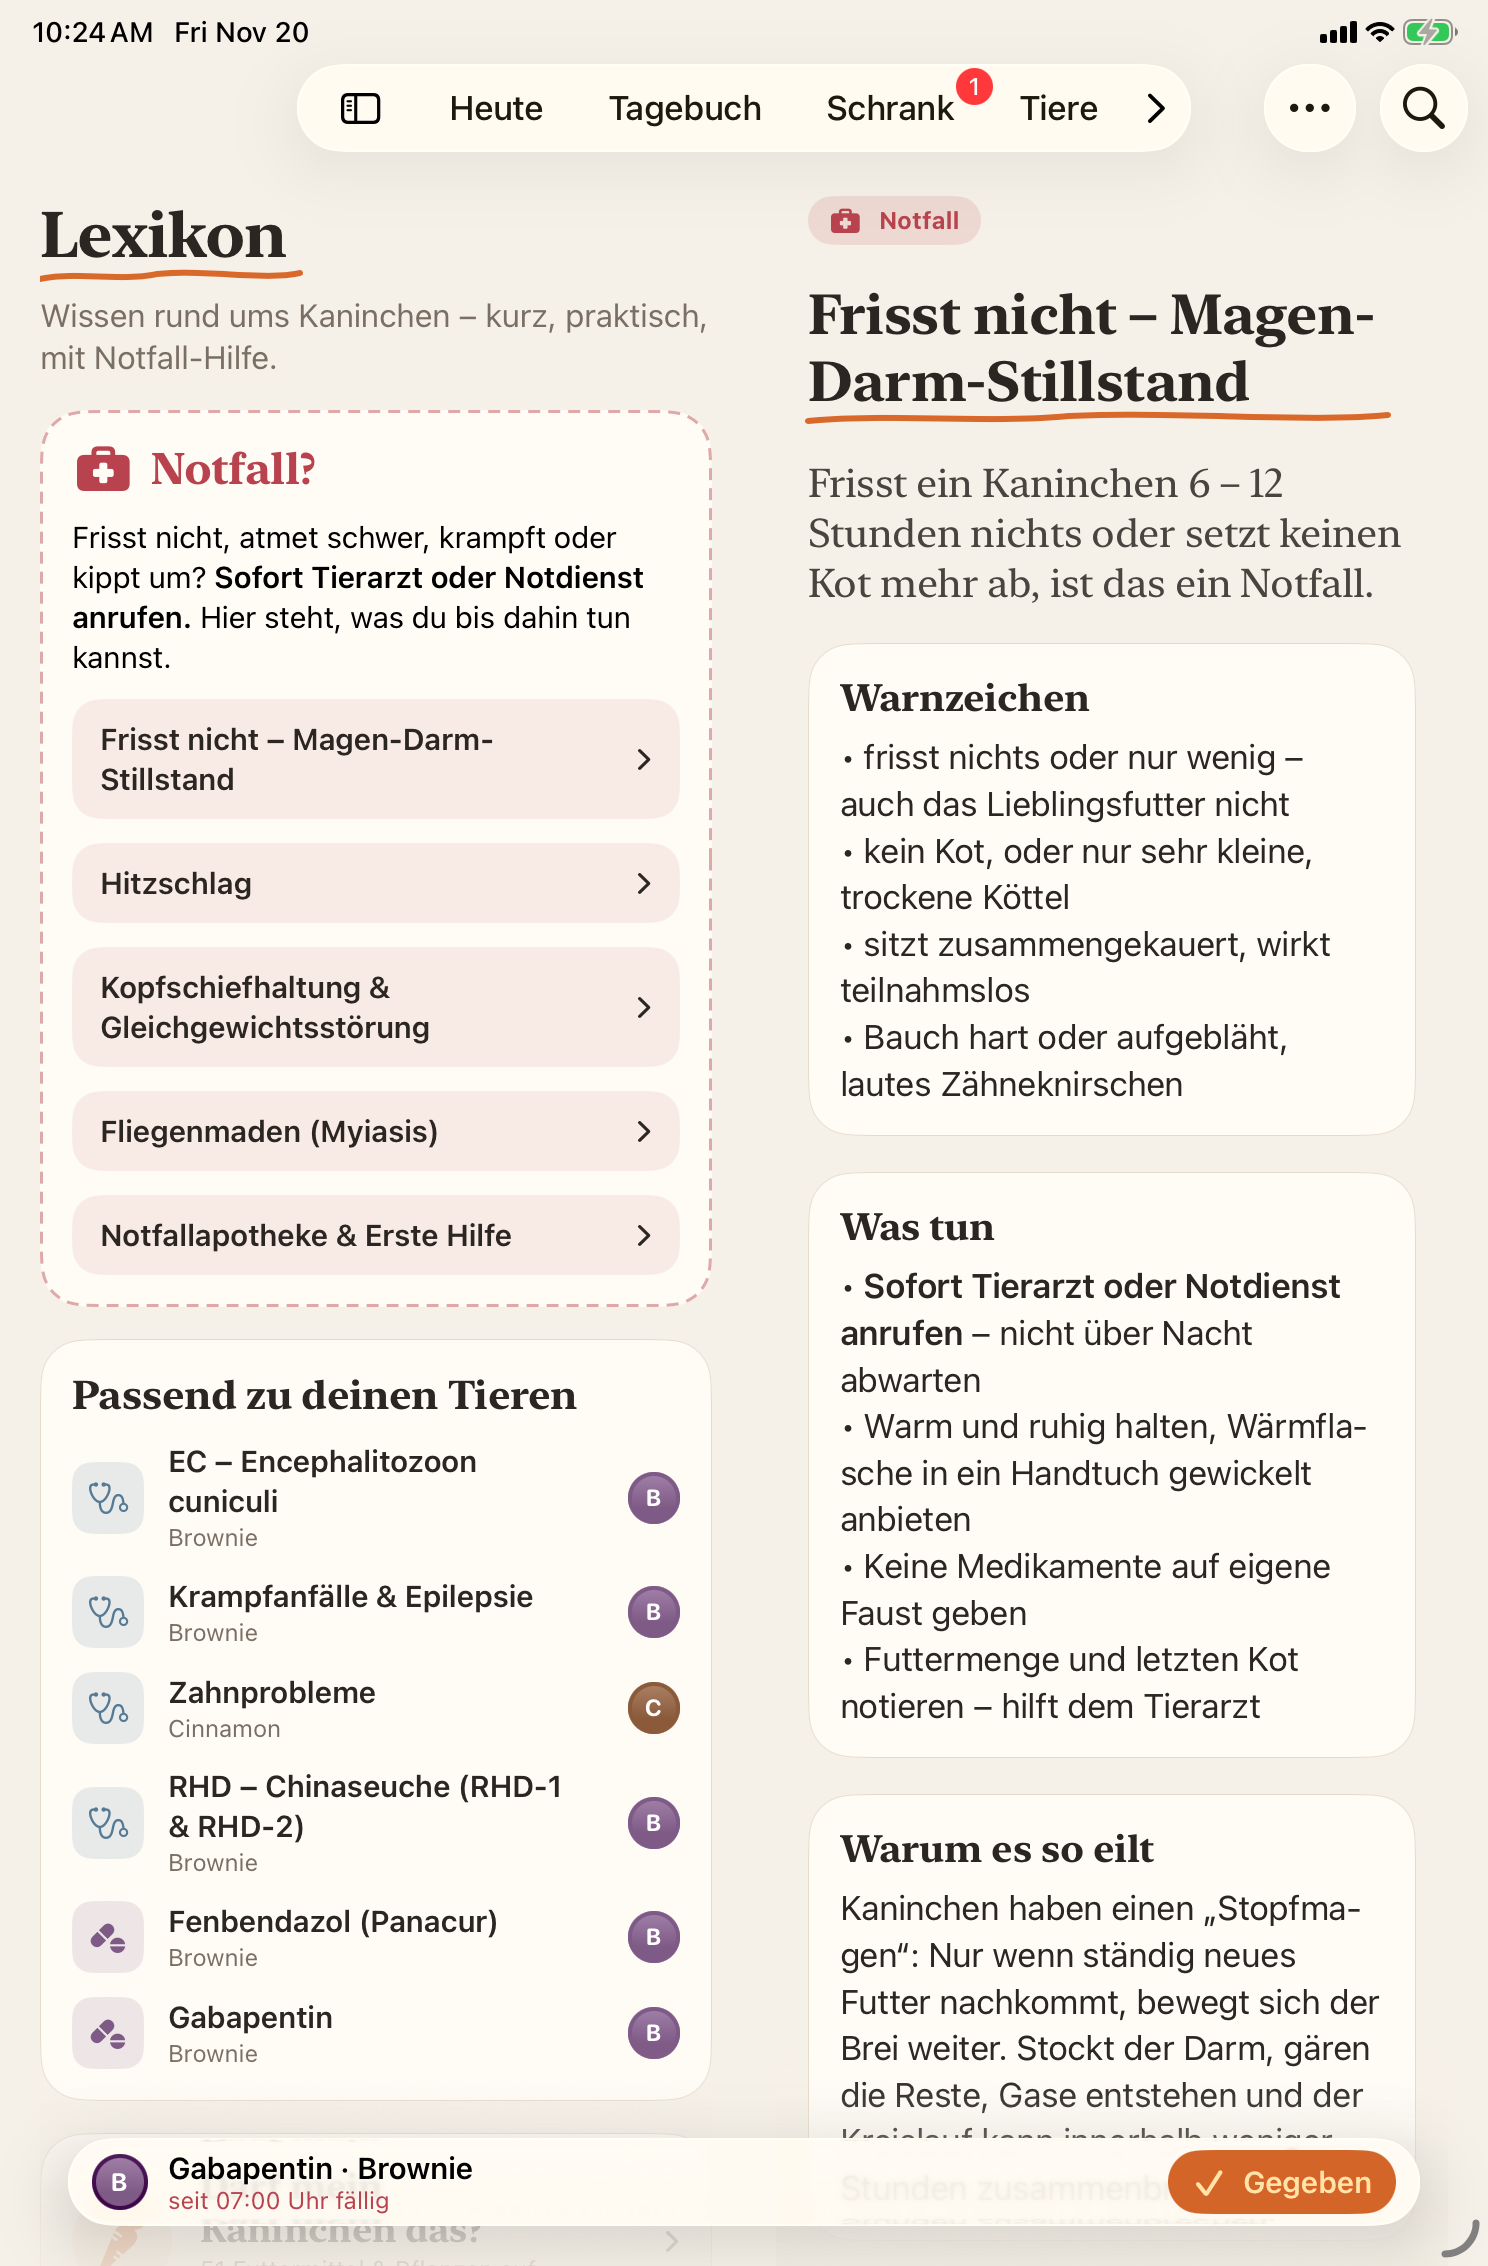 10:24 AM Fri Nov 20
Heute
Tagebuch
Schrank
1
Tiere
Lexikon
Wissen rund ums Kaninchen – kurz, praktisch,
mit Notfall-Hilfe.
Notfall?
Frisst nicht, atmet schwer, krampft oder
kippt um? Sofort Tierarzt oder Notdienst
anrufen. Hier steht, was du bis dahin tun
kannst.
Frisst nicht – Magen-Darm-
Stillstand
Hitzschlag
Kopfschiefhaltung &
Gleichgewichtsstörung
Fliegenmaden (Myiasis)
Notfallapotheke & Erste Hilfe
Passend zu deinen Tieren
EC – Encephalitozoon
cuniculi
Brownie
B
Krampfanfälle & Epilepsie
Brownie
B
Zahnprobleme
Cinnamon
C
RHD – Chinaseuche (RHD-1
& RHD-2)
Brownie
B
Fenbendazol (Panacur)
Brownie
B
Gabapentin
Brownie
B
Kaninchen das?
Notfall
Frisst nicht – Magen-
Darm-Stillstand
Frisst ein Kaninchen 6 – 12
Stunden nichts oder setzt keinen
Kot mehr ab, ist das ein Notfall.
Warnzeichen
• frisst nichts oder nur wenig –
auch das Lieblingsfutter nicht
• kein Kot, oder nur sehr kleine,
trockene Köttel
• sitzt zusammengekauert, wirkt
teilnahmslos
• Bauch hart oder aufgebläht,
lautes Zähneknirschen
Was tun
• Sofort Tierarzt oder Notdienst
anrufen – nicht über Nacht
abwarten
• Warm und ruhig halten, Wärmfla-
sche in ein Handtuch gewickelt
anbieten
• Keine Medikamente auf eigene
Faust geben
• Futtermenge und letzten Kot
notieren – hilft dem Tierarzt
Warum es so eilt
Kaninchen haben einen „Stopfma-
gen“: Nur wenn ständig neues
Futter nachkommt, bewegt sich der
Brei weiter. Stockt der Darm, gären
die Reste, Gase entstehen und der
Kreislauf kann innerhalb weniger
Stunden
B
Gabapentin · Brownie
seit 07:00 Uhr fällig
Gegeben